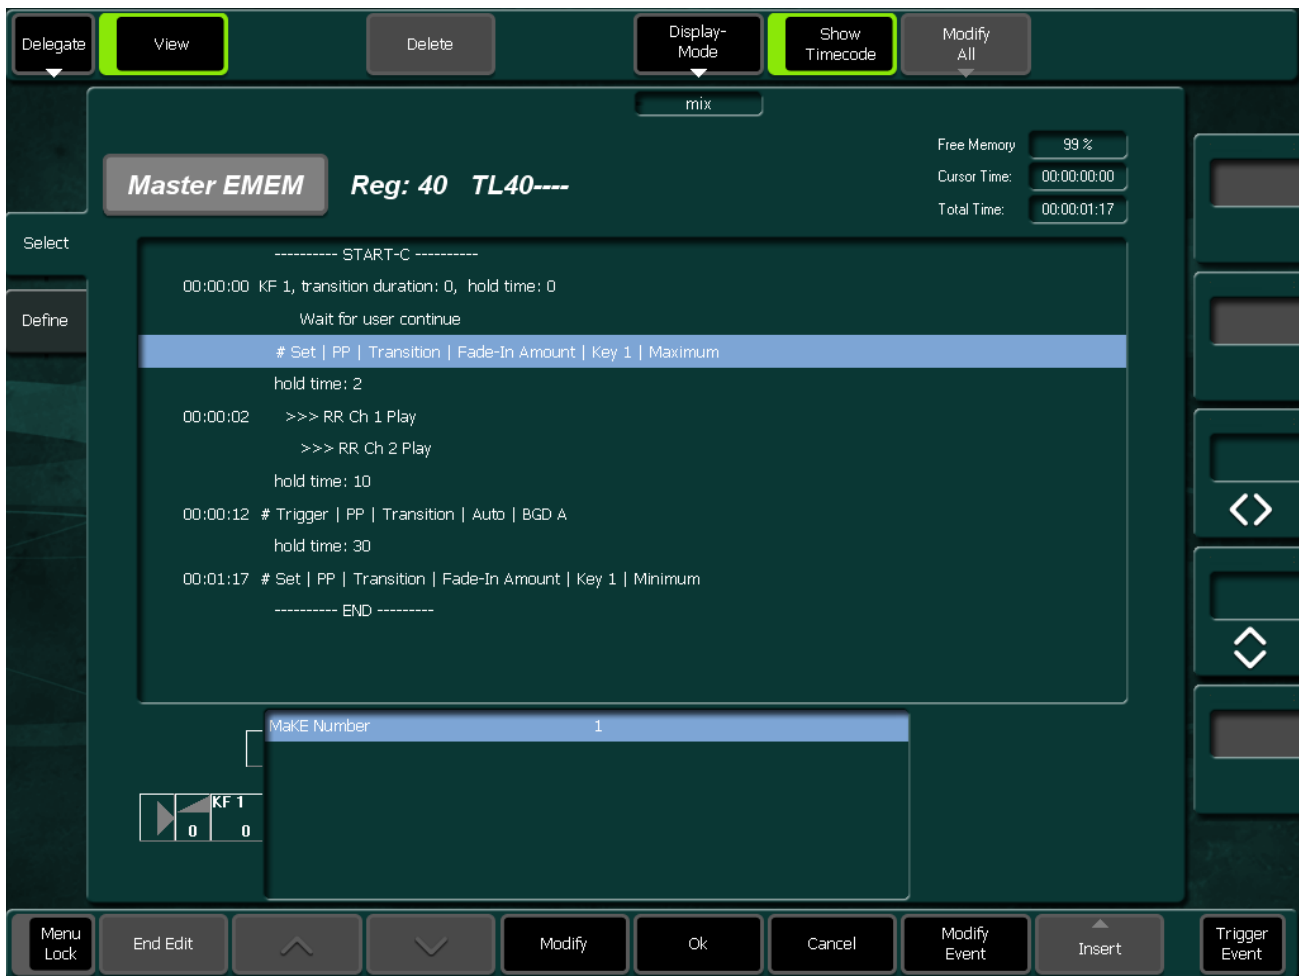 Delegate
View
Delete
Display-
Mode
Show
Timecode
Modify
All
mix
Free Memory 99 %
Master EMEM Reg: 40 TL40----
Cursor Time: 00:00:00:00
Total Time: 00:00:01:17
Select
Define
---------- START-C ----------
00:00:00 KF 1, transition duration: 0, hold time: 0
Wait for user continue
# Set | PP | Transition | Fade-In Amount | Key 1 | Maximum
hold time: 2
00:00:02 >>> RR Ch 1 Play
>>> RR Ch 2 Play
hold time: 10
00:00:12 # Trigger | PP | Transition | Auto | BGD A
hold time: 30
00:01:17 # Set | PP | Transition | Fade-In Amount | Key 1 | Minimum
---------- END ---------
MaKE Number 1
KF 1
0 0
Menu
Lock
End Edit
Modify
Ok
Cancel
Modify
Event
Insert
Trigger
Event